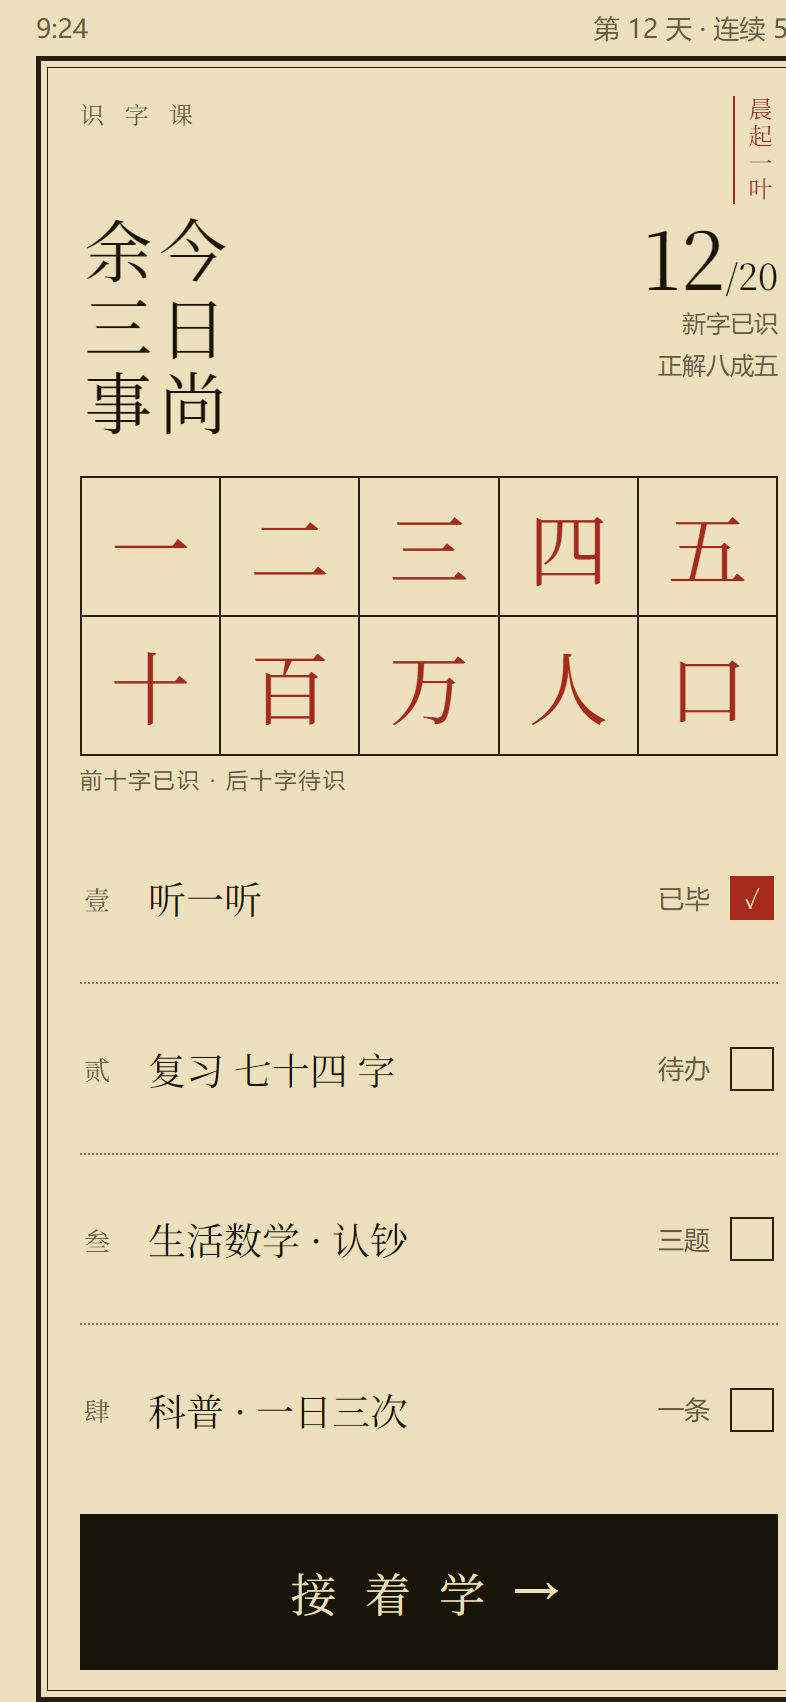 9:24
第 12 天 · 连续 5
识字课
晨起一叶
今日尚
余三事
12/20
新字已识
正解八成五
一 二 三 四 五
十 百 万 人 口
前十字已识 · 后十字待识
壹 听一听 已毕 √
贰 复习 七十四 字 待办
叁 生活数学 · 认钞 三题
肆 科普 · 一日三次 一条
接着学 →